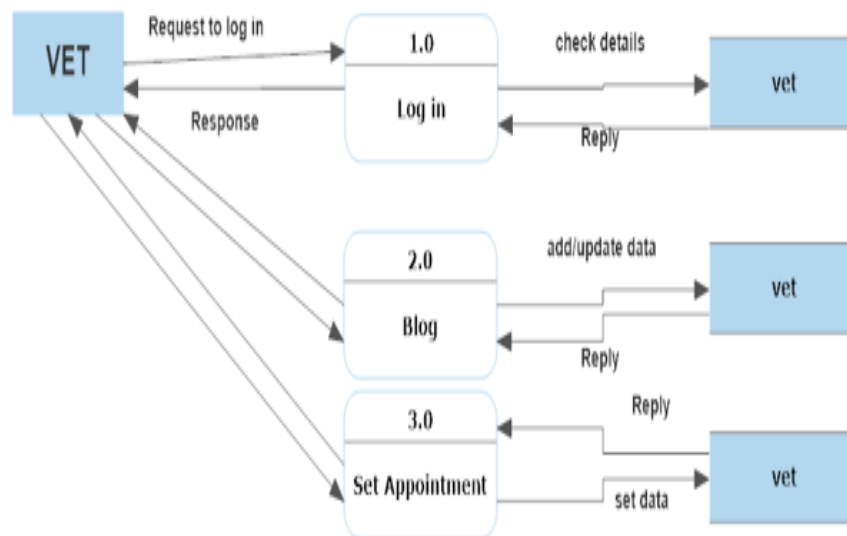 Request to log in
VET
1.0
check details
vet
Log in
Response
Reply
2.0
add/update data
vet
Blog
Reply
3.0
Reply
vet
Set Appointment
set data